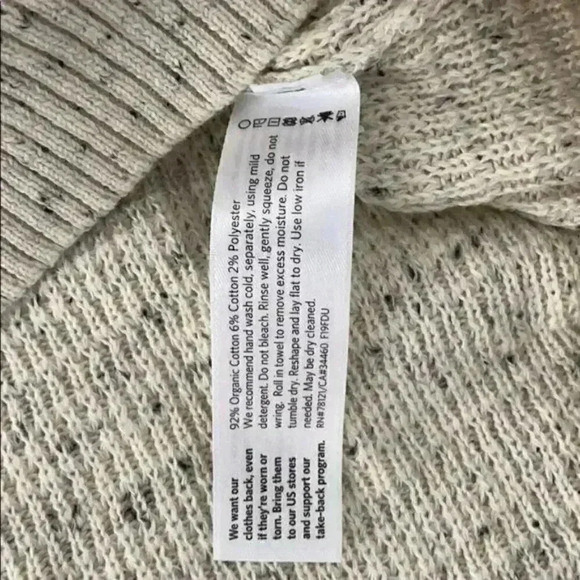 92% Organic Cotton 6% Cotton 2% Polyester
We recommend hand wash cold, separately, using mild
detergent. Do not bleach. Rinse well, gently squeeze, do not
wring. Roll in towel to remove excess moisture. Do not
tumble dry. Reshape and lay flat to dry. Use low iron if
needed. May be dry cleaned.
RN#78121/CA#34460 F19FDU
We want our
clothes back, even
if they're worn or
torn. Bring them
to our US stores
and support our
take-back program.